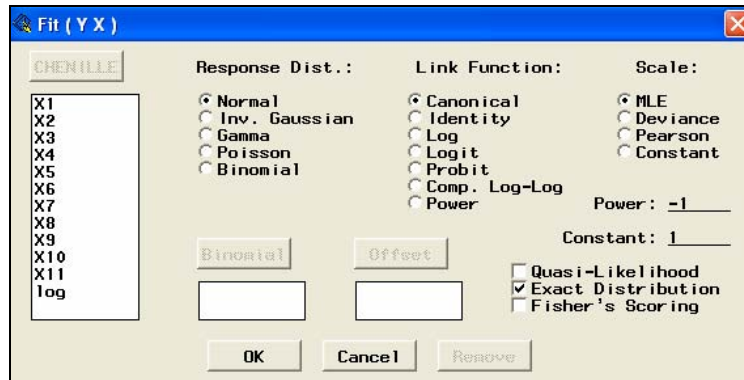 Fit ( Y X )
CHENILLE
X1
X2
X3
X4
X5
X6
X7
X8
X9
X10
X11
log
Response Dist.:
Normal
Inv. Gaussian
Gamma
Poisson
Binomial
Link Function:
Canonical
Identity
Log
Logit
Probit
Comp. Log-Log
Power
Scale:
MLE
Deviance
Pearson
Constant
Power: -1
Constant: 1
Binomial
Offset
Quasi-Likelihood
Exact Distribution
Fisher's Scoring
OK
Cancel
Remove